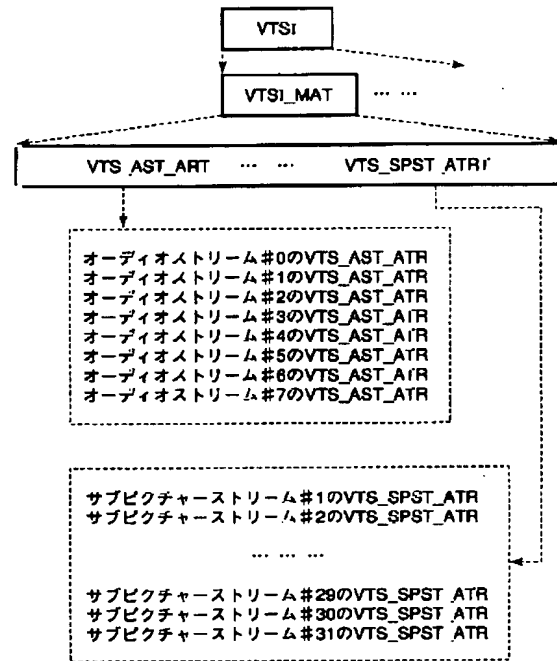 VTSI
VTSI_MAT … …
VTS_AST_ART … … VTS_SPST_ATRT
オーディオストリーム#0のVTS_AST_ATR
オーディオストリーム#1のVTS_AST_ATR
オーディオストリーム#2のVTS_AST_ATR
オーディオストリーム#3のVTS_AST_ATR
オーディオストリーム#4のVTS_AST_ATR
オーディオストリーム#5のVTS_AST_ATR
オーディオストリーム#6のVTS_AST_ATR
オーディオストリーム#7のVTS_AST_ATR
サブピクチャーストリーム#1のVTS_SPST_ATR
サブピクチャーストリーム#2のVTS_SPST_ATR
… … …
サブピクチャーストリーム#29のVTS_SPST_ATR
サブピクチャーストリーム#30のVTS_SPST_ATR
サブピクチャーストリーム#31のVTS_SPST_ATR